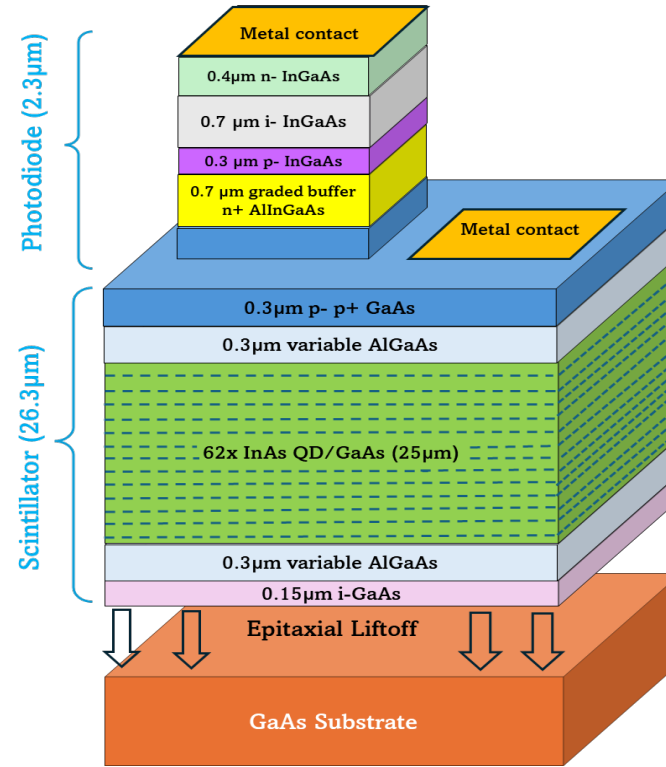 Photodiode (2.3µm)
Metal contact
0.4µm n- InGaAs
0.7 µm i- InGaAs
0.3 µm p- InGaAs
0.7 µm graded buffer
n+ AlInGaAs
Metal contact
Scintillator (26.3µm)
0.3µm p- p+ GaAs
0.3µm variable AlGaAs
62x InAs QD/GaAs (25µm)
0.3µm variable AlGaAs
0.15µm i-GaAs
Epitaxial Liftoff
GaAs Substrate